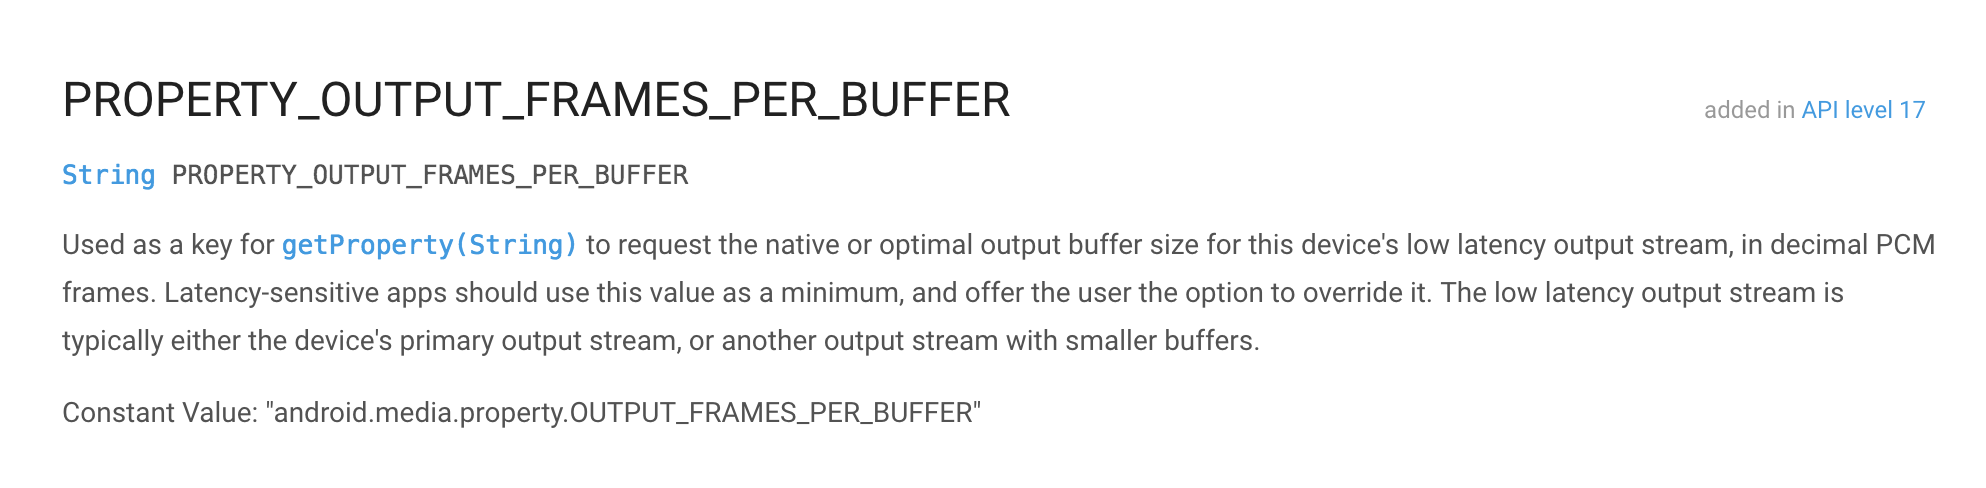 PROPERTY_OUTPUT_FRAMES_PER_BUFFER
added in API level 17
String PROPERTY_OUTPUT_FRAMES_PER_BUFFER
Used as a key for getProperty(String) to request the native or optimal output buffer size for this device's low latency output stream, in decimal PCM
frames. Latency-sensitive apps should use this value as a minimum, and offer the user the option to override it. The low latency output stream is
typically either the device's primary output stream, or another output stream with smaller buffers.
Constant Value: "android.media.property.OUTPUT_FRAMES_PER_BUFFER"